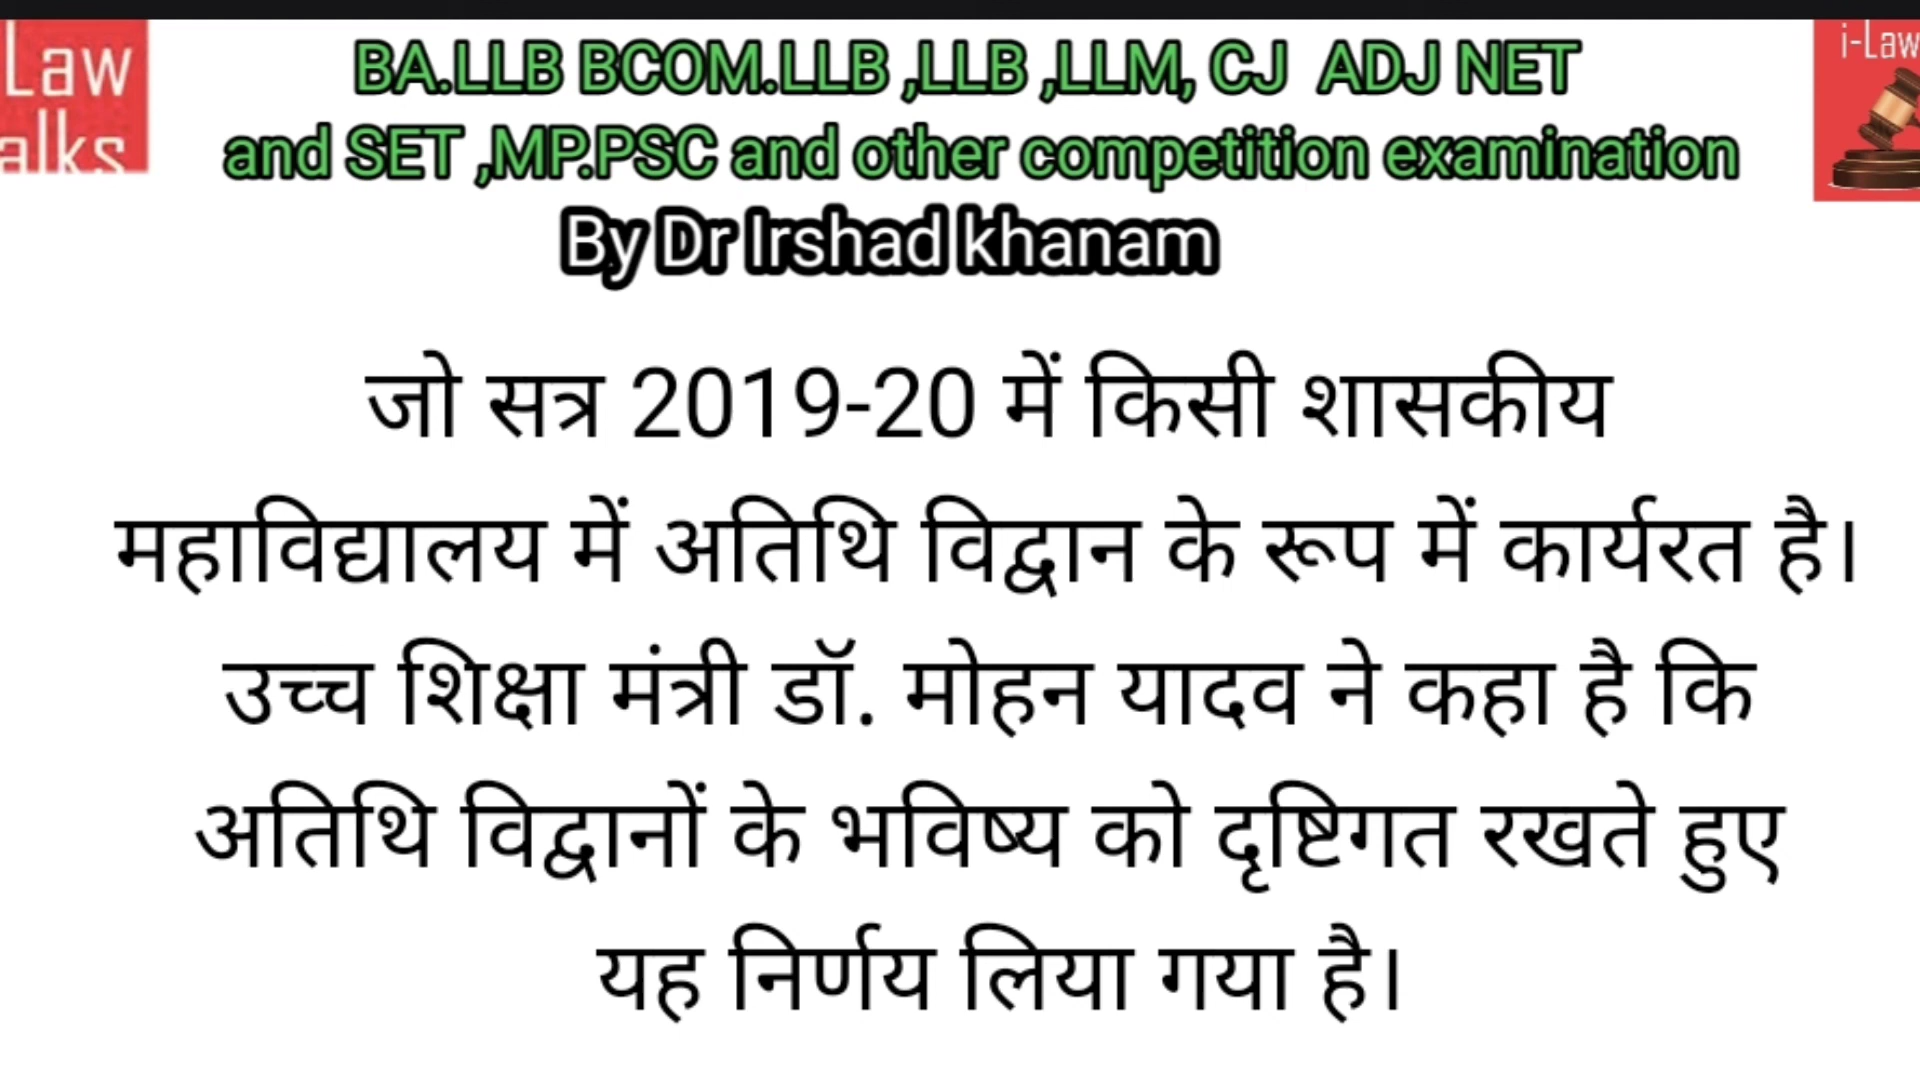 Law
alks
BA.LLB BCOM.LLB ,LLB ,LLM, CJ ADJ NET
and SET ,MP.PSC and other competition examination
By Dr Irshad khanam
i-Law
जो सत्र 2019-20 में किसी शासकीय
महाविद्यालय में अतिथि विद्वान के रूप में कार्यरत है।
उच्च शिक्षा मंत्री डॉ. मोहन यादव ने कहा है कि
अतिथि विद्वानों के भविष्य को दृष्टिगत रखते हुए
यह निर्णय लिया गया है।